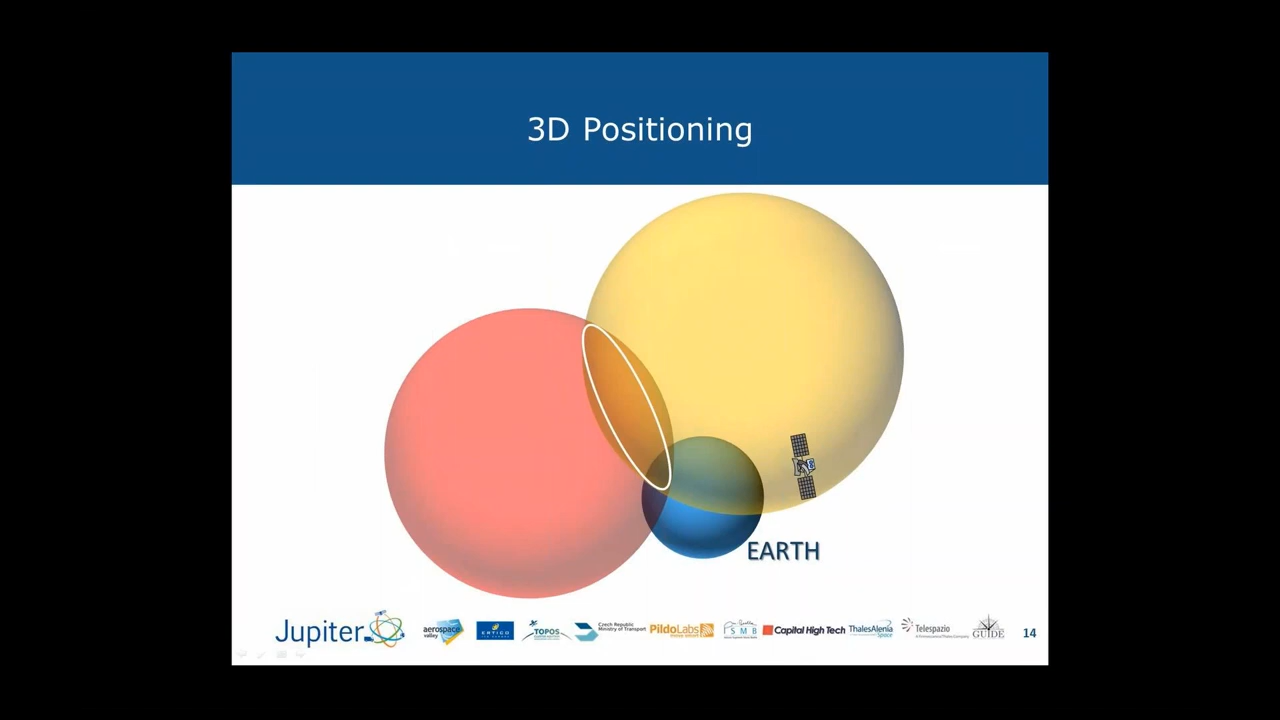 3D Positioning
EARTH
Jupiter
aerospace
valley
ERTICO
TOPOS
Czech Republic
Ministry of Transport
PildoLabs
ISMB
Capital High Tech
ThalesAlenia
Space
Telespazio
GUIDE
14